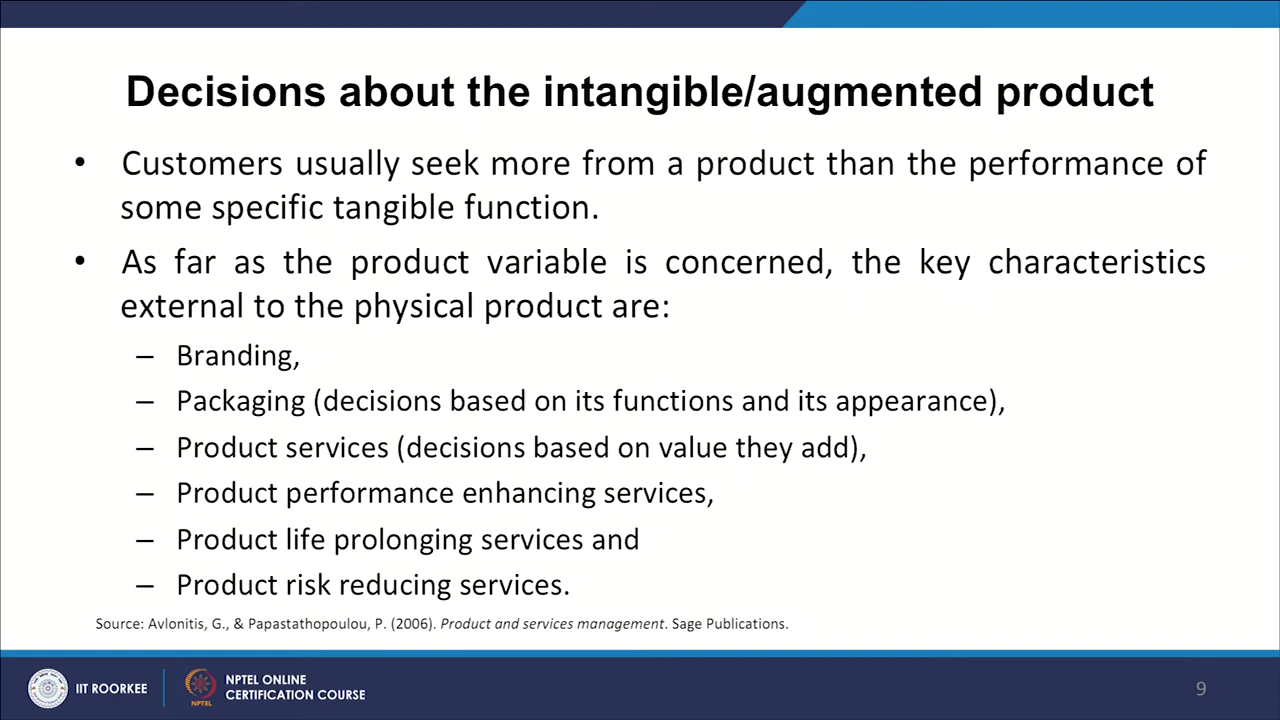 Decisions about the intangible/augmented product
• Customers usually seek more from a product than the performance of
some specific tangible function.
• As far as the product variable is concerned, the key characteristics
external to the physical product are:
– Branding,
– Packaging (decisions based on its functions and its appearance),
– Product services (decisions based on value they add),
– Product performance enhancing services,
– Product life prolonging services and
– Product risk reducing services.
Source: Avlonitis, G., & Papastathopoulou, P. (2006). Product and services management. Sage Publications.
IIT ROORKEE
NPTEL
NPTEL ONLINE
CERTIFICATION COURSE
9